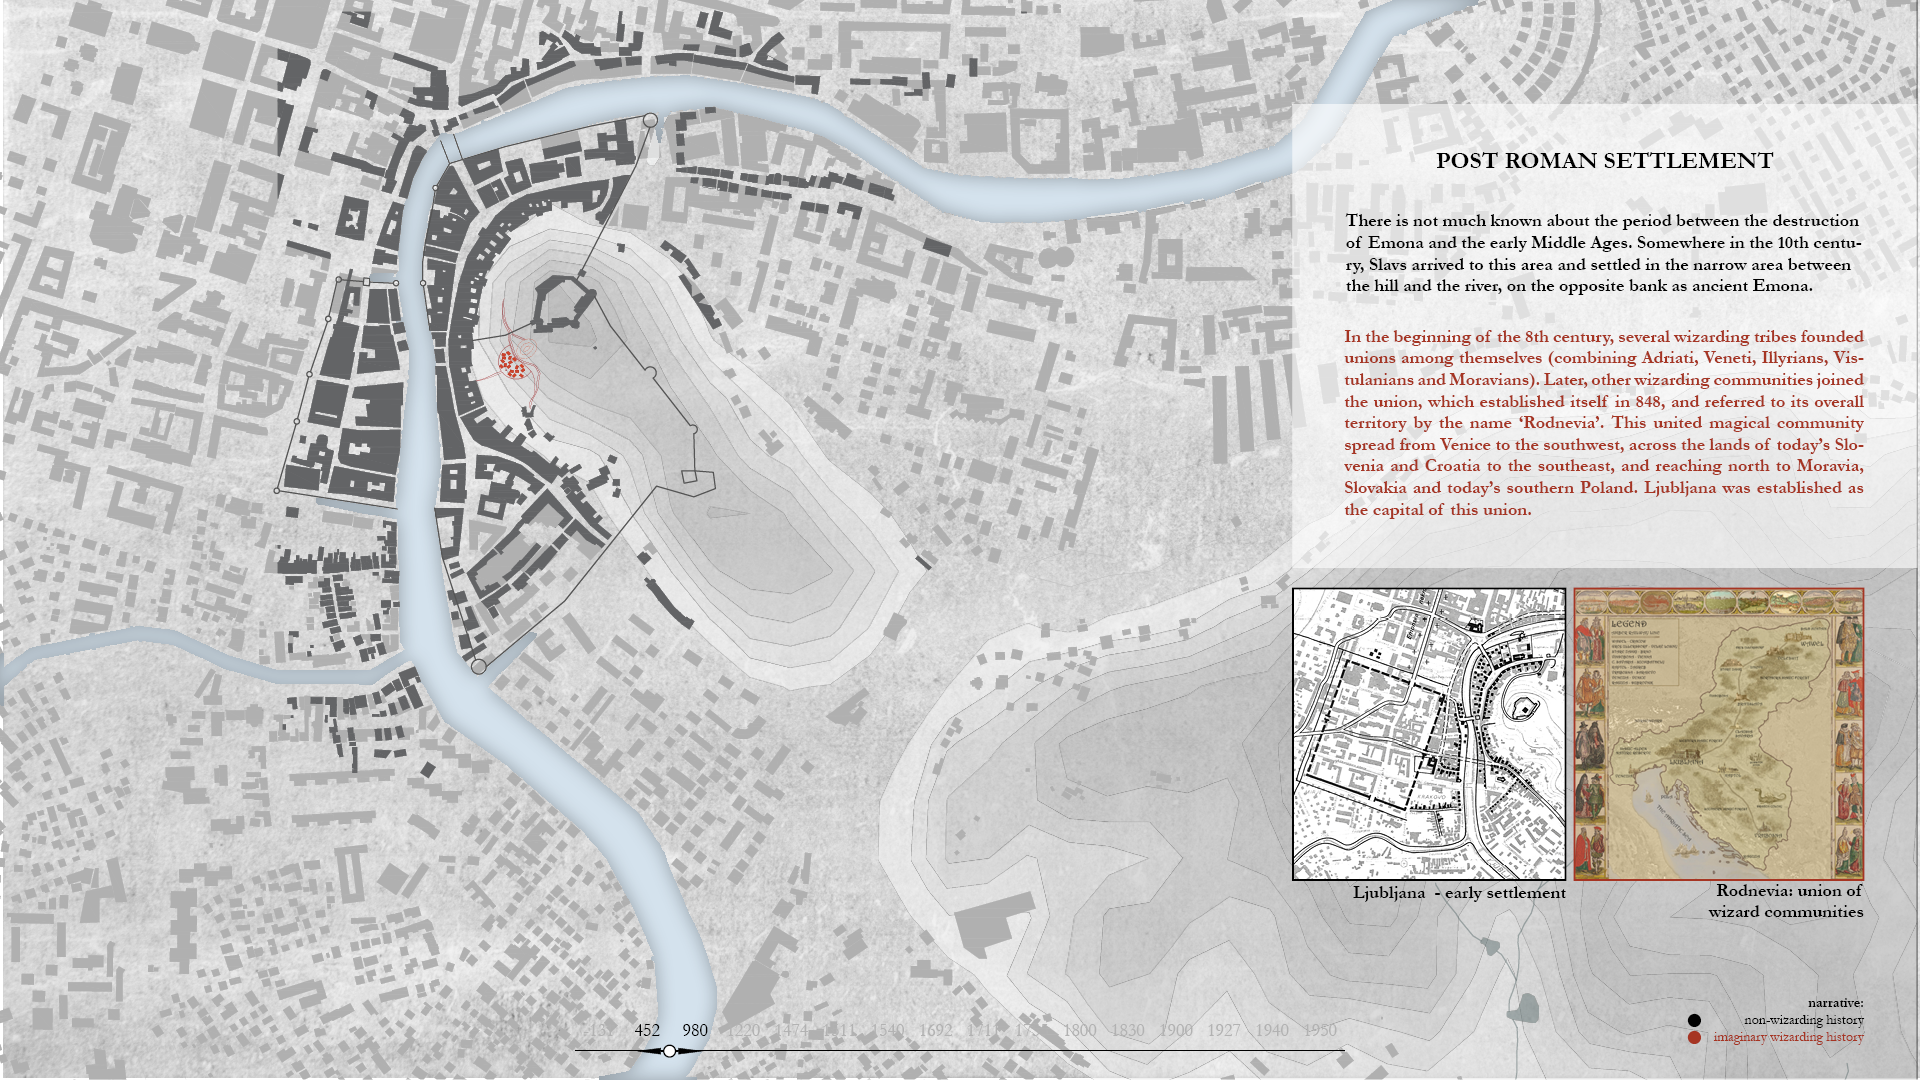 POST ROMAN SETTLEMENT
There is not much known about the period between the destruction
of Emona and the early Middle Ages. Somewhere in the 10th centu-
ry, Slavs arrived to this area and settled in the narrow area between
the hill and the river, on the opposite bank as ancient Emona.
In the beginning of the 8th century, several wizarding tribes founded
unions among themselves (combining Adriati, Veneti, Illyrians, Vis-
tulanians and Moravians). Later, other wizarding communities joined
the union, which established itself in 848, and referred to its overall
territory by the name ‘Rodnevia’. This united magical community
spread from Venice to the southwest, across the lands of today’s Slo-
venia and Croatia to the southeast, and reaching north to Moravia,
Slovakia and today’s southern Poland. Ljubljana was established as
the capital of this union.
LEGEND
WAWEL
LJUBLJANA
Ljubljana - early settlement
Rodnevia: union of
wizard communities
narrative:
non-wizarding history
imaginary wizarding history
452 980 1220 1474 1511 1540 1692 1800 1830 1900 1927 1940 1950